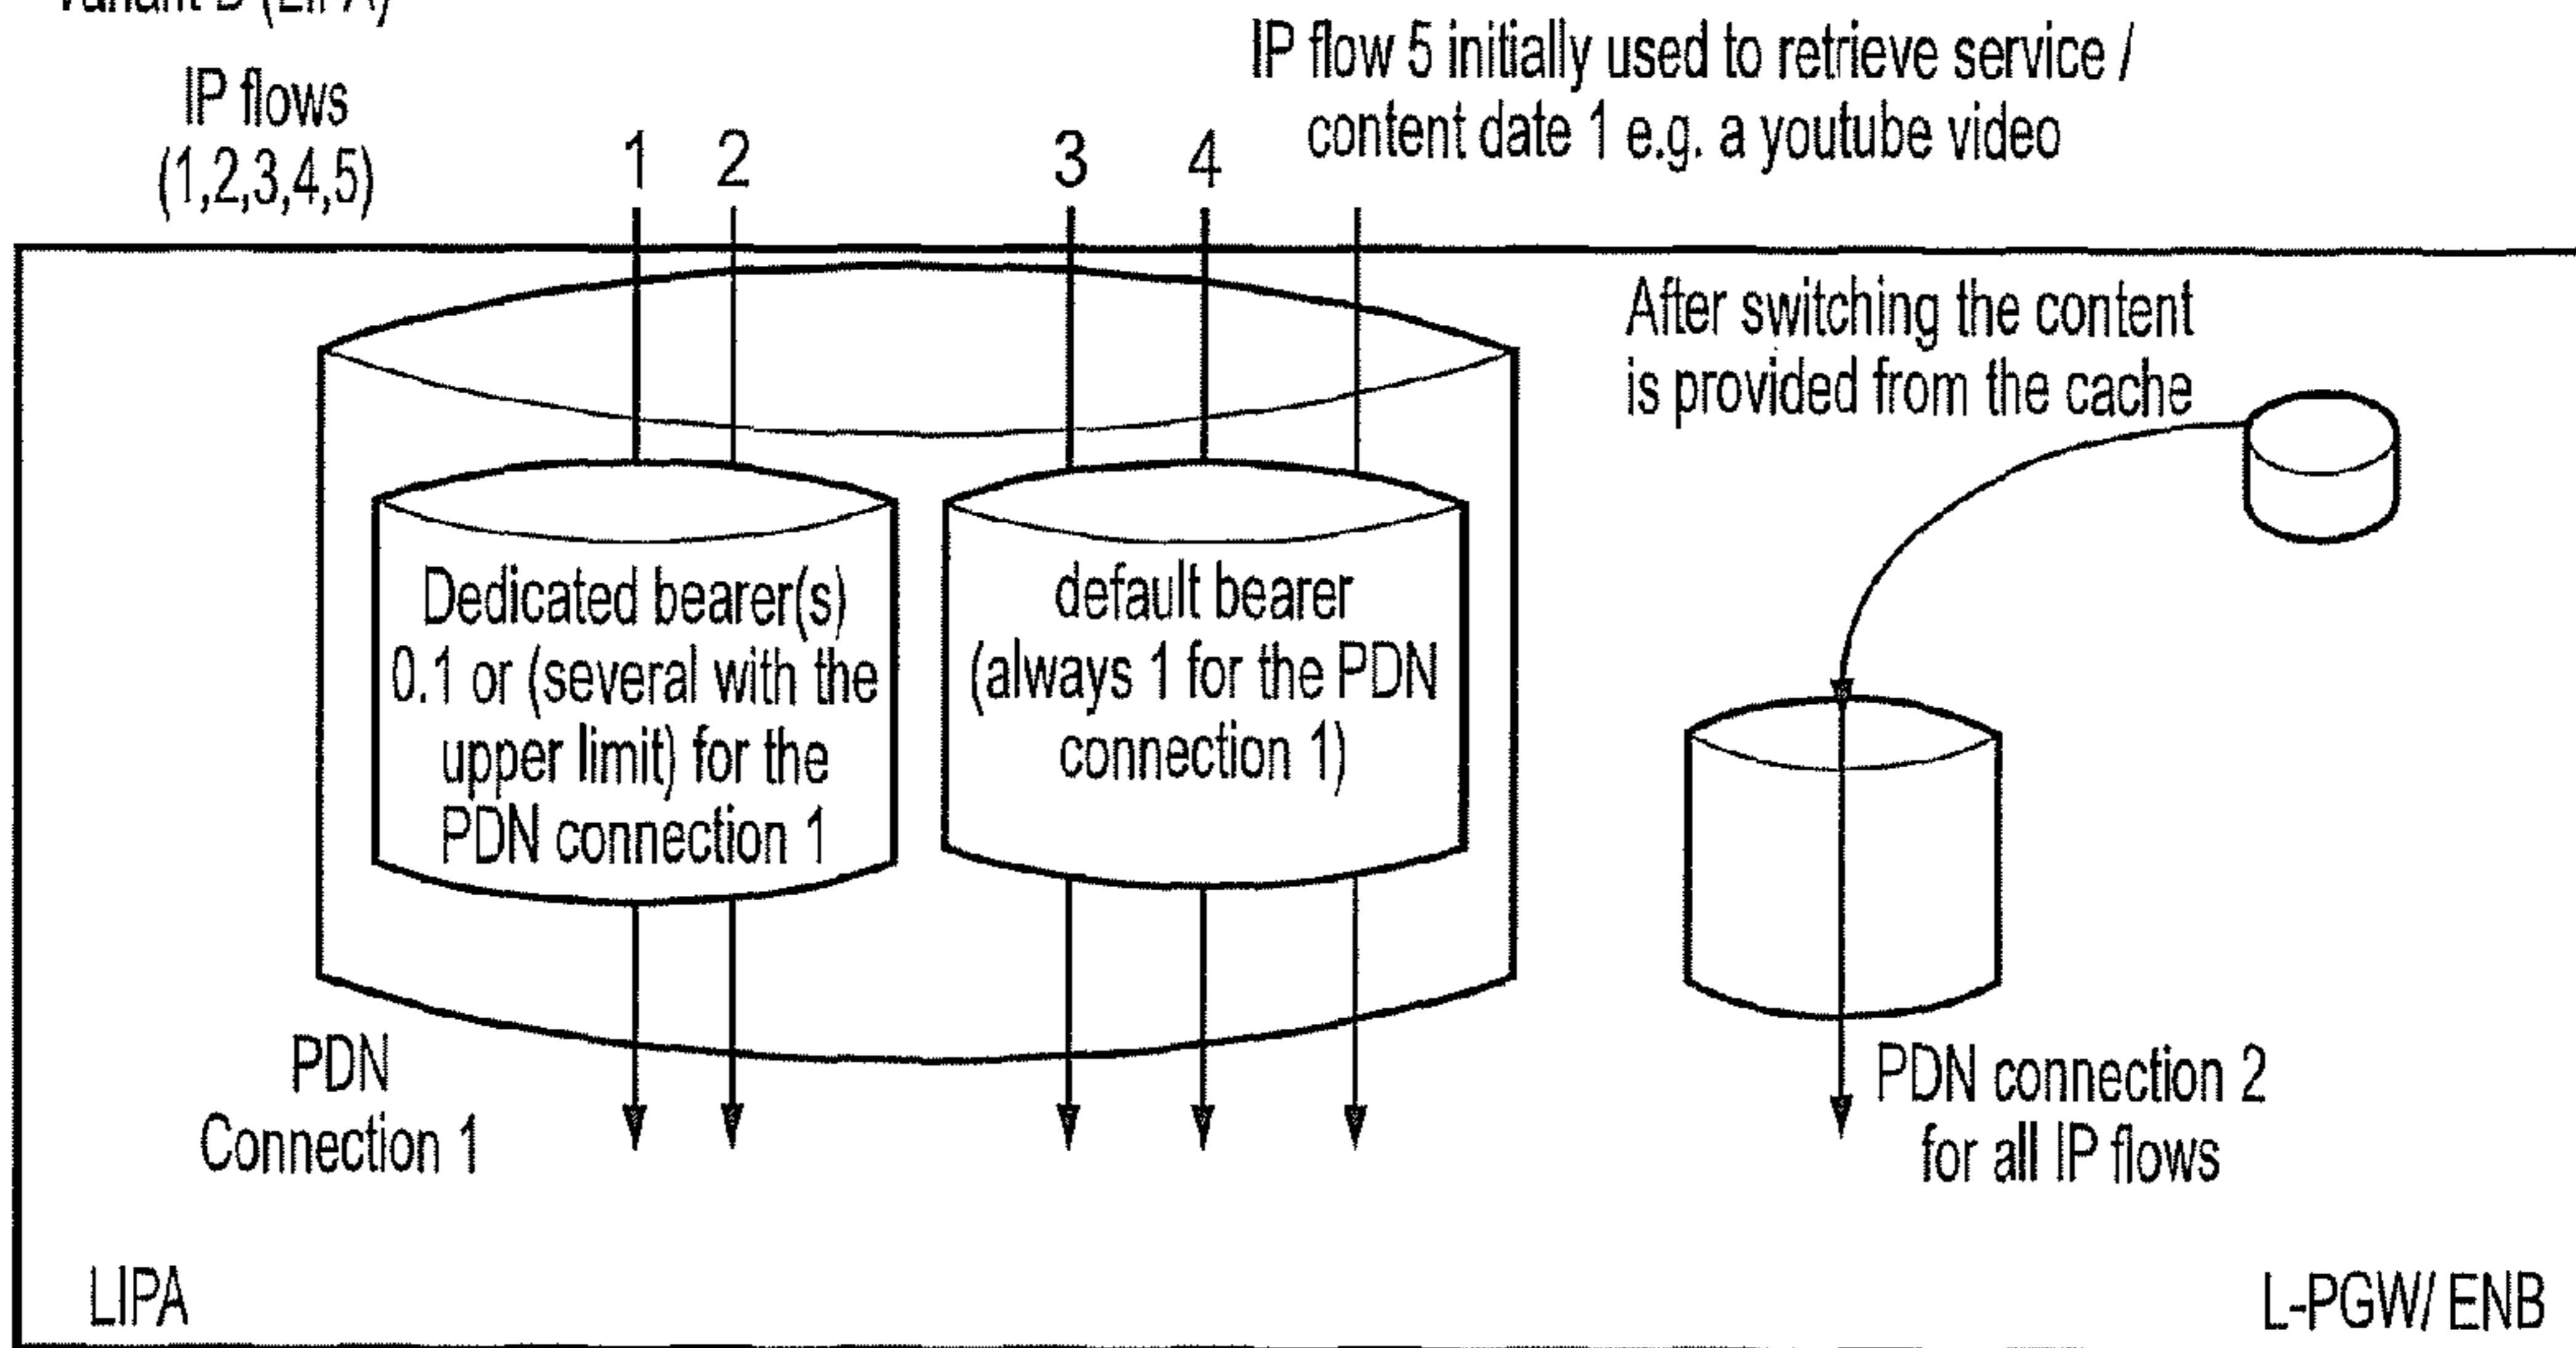 IP flows
(1,2,3,4,5)
1
2
3
4
IP flow 5 initially used to retrieve service /
content date 1 e.g. a youtube video
After switching the content
is provided from the cache
Dedicated bearer(s)
0.1 or (several with the
upper limit) for the
PDN connection 1
default bearer
(always 1 for the PDN
connection 1)
PDN
Connection 1
PDN connection 2
for all IP flows
LIPA
L-PGW/ ENB